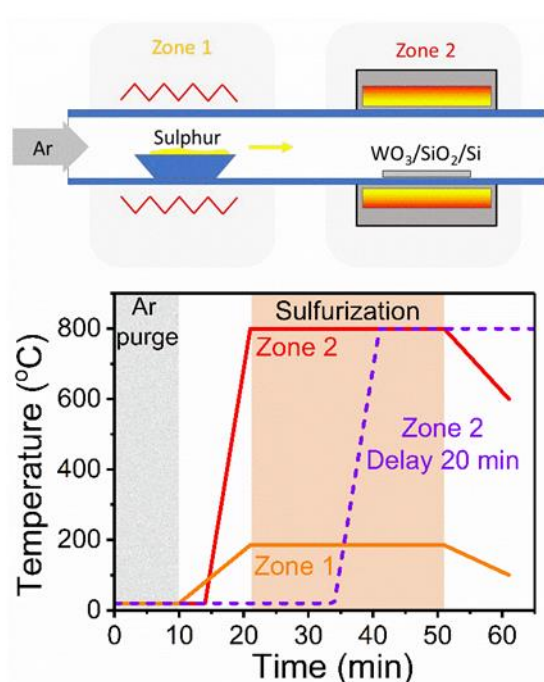 Zone 1
Zone 2
Ar
Sulphur
WO₃/SiO₂/Si
Ar
purge
Sulfurization
Zone 2
Zone 2
Delay 20 min
Zone 1
800
600
400
200
0
0 10 20 30 40 50 60
Temperature (ºC)
Time (min)